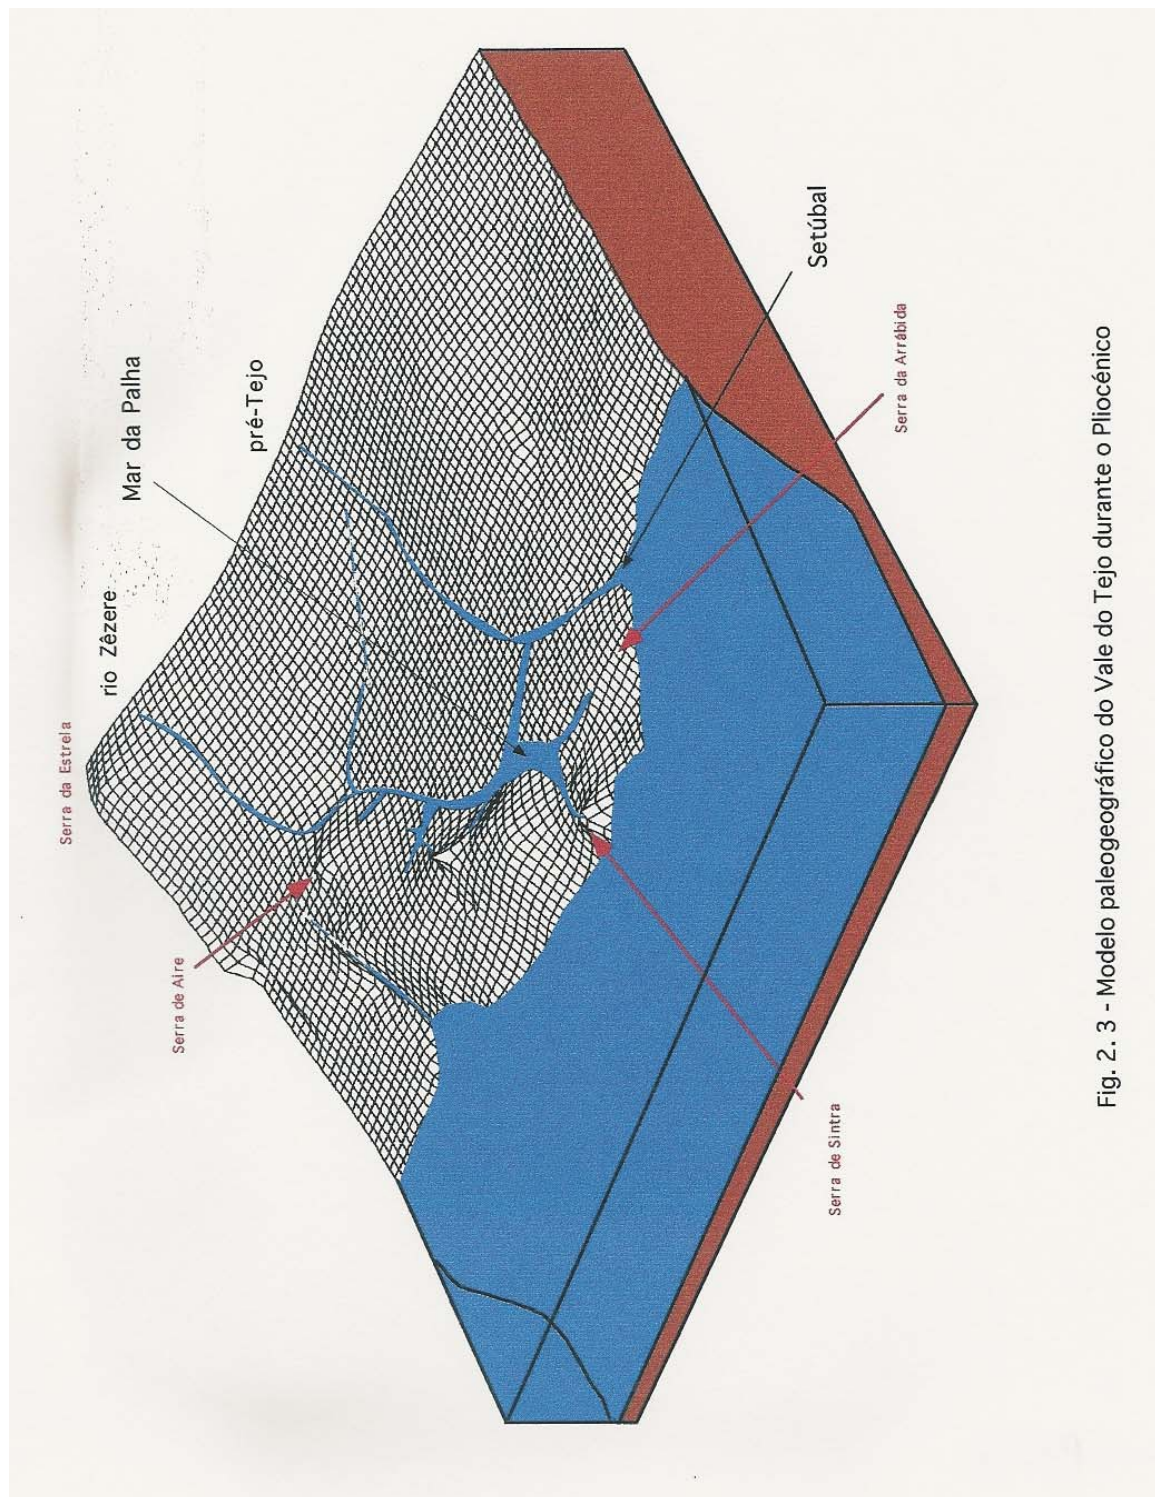 Serra da Estrela
rio Zêzere
Mar da Palha
pré-Tejo
Serra de Aire
Setúbal
Serra da Arrábida
Serra de Sintra
Fig. 2. 3 - Modelo paleogeográfico do Vale do Tejo durante o Pliocénico